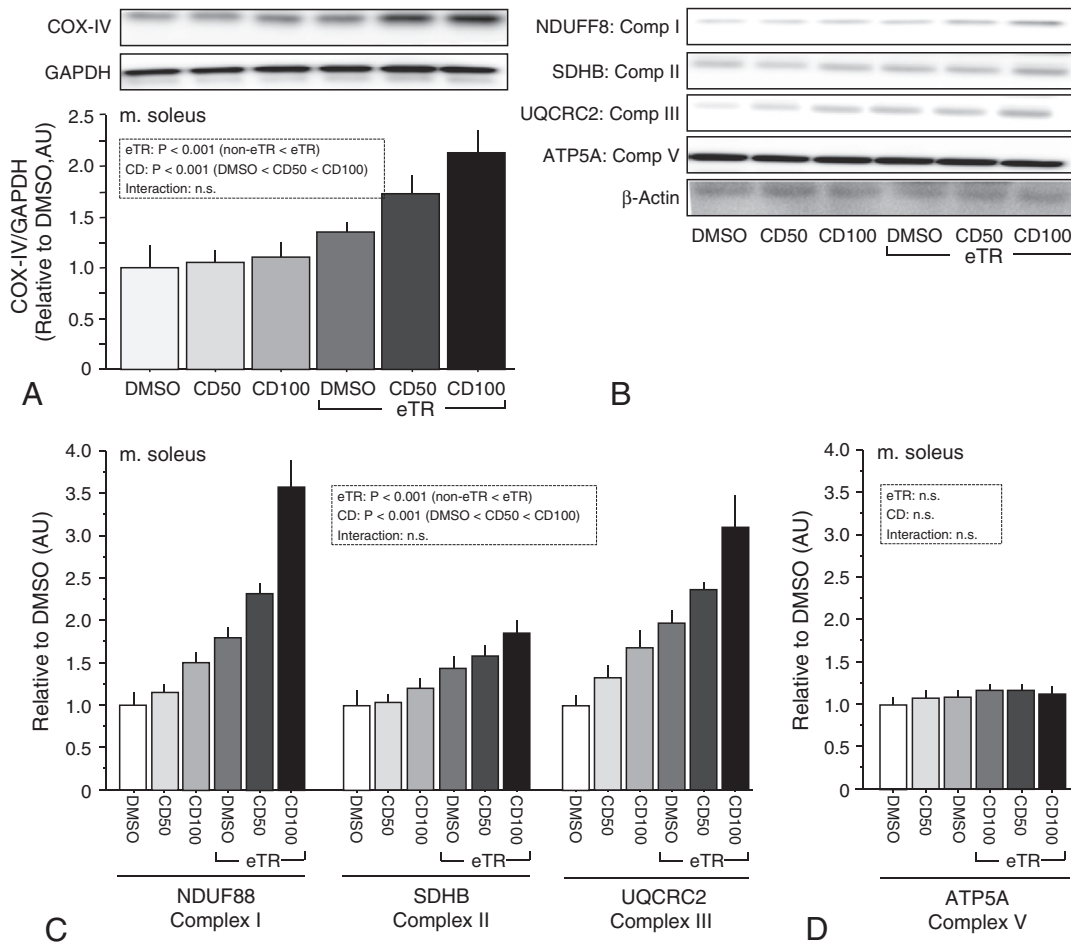 COX-IV
GAPDH
m. soleus
eTR: P < 0.001 (non-eTR < eTR)
CD: P < 0.001 (DMSO < CD50 < CD100)
Interaction: n.s.
COX-IV/GAPDH
(Relative to DMSO,AU)
2.5
2.0
1.5
1.0
0.5
0
DMSO CD50 CD100 DMSO CD50 CD100
eTR
A
NDUFF8: Comp I
SDHB: Comp II
UQCRC2: Comp III
ATP5A: Comp V
β-Actin
DMSO CD50 CD100 DMSO CD50 CD100
eTR
B
m. soleus
eTR: P < 0.001 (non-eTR < eTR)
CD: P < 0.001 (DMSO < CD50 < CD100)
Interaction: n.s.
Relative to DMSO (AU)
4.0
3.5
3.0
2.5
2.0
1.5
1.0
0.5
0
DMSO CD50 CD100 DMSO CD50 CD100
eTR
NDUF88
Complex I
DMSO CD50 CD100 DMSO CD50 CD100
eTR
SDHB
Complex II
DMSO CD50 CD100 DMSO CD50 CD100
eTR
UQCRC2
Complex III
C
m. soleus
eTR: n.s.
CD: n.s.
Interaction: n.s.
Relative to DMSO (AU)
4.0
3.5
3.0
2.5
2.0
1.5
1.0
0.5
0
DMSO CD50 DMSO CD100 CD50 CD100
eTR
ATP5A
Complex V
D